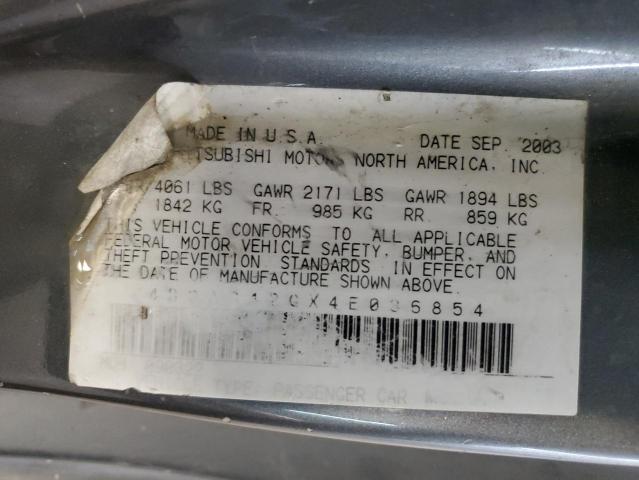 MADE IN U.S.A. DATE SEP. 2003
MITSUBISHI MOTORS NORTH AMERICA, INC.
4061 LBS GAWR 2171 LBS GAWR 1894 LBS
1842 KG FR. 985 KG RR. 859 KG
THIS VEHICLE CONFORMS TO ALL APPLICABLE
FEDERAL MOTOR VEHICLE SAFETY, BUMPER, AND
THEFT PREVENTION STANDARDS IN EFFECT ON
THE DATE OF MANUFACTURE SHOWN ABOVE.
GX4E036854
TYPE: PASSENGER CAR